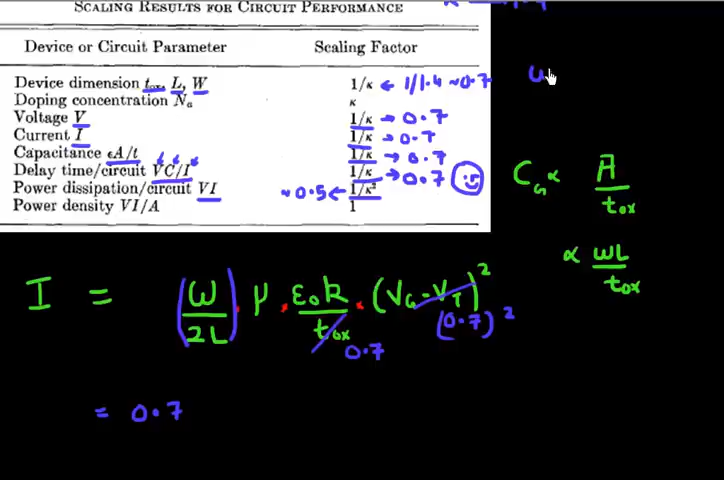 SCALING RESULTS FOR CIRCUIT PERFORMANCE
Device or Circuit Parameter Scaling Factor
Device dimension tox, L, W 1/κ ← 1/1.4 ~0.7
Doping concentration Na κ
Voltage V 1/κ → 0.7
Current I 1/κ → 0.7
Capacitance εA/t 1/κ → 0.7
Delay time/circuit VC/I 1/κ → 0.7
Power dissipation/circuit VI ~0.5 ← 1/κ²
Power density VI/A 1
ω
CG ∝ A / tox
∝ WL / tox
I = (W / 2L) . μ . ε0k / tox . (VG - VT)²
0.7 (0.7)²
= 0.7